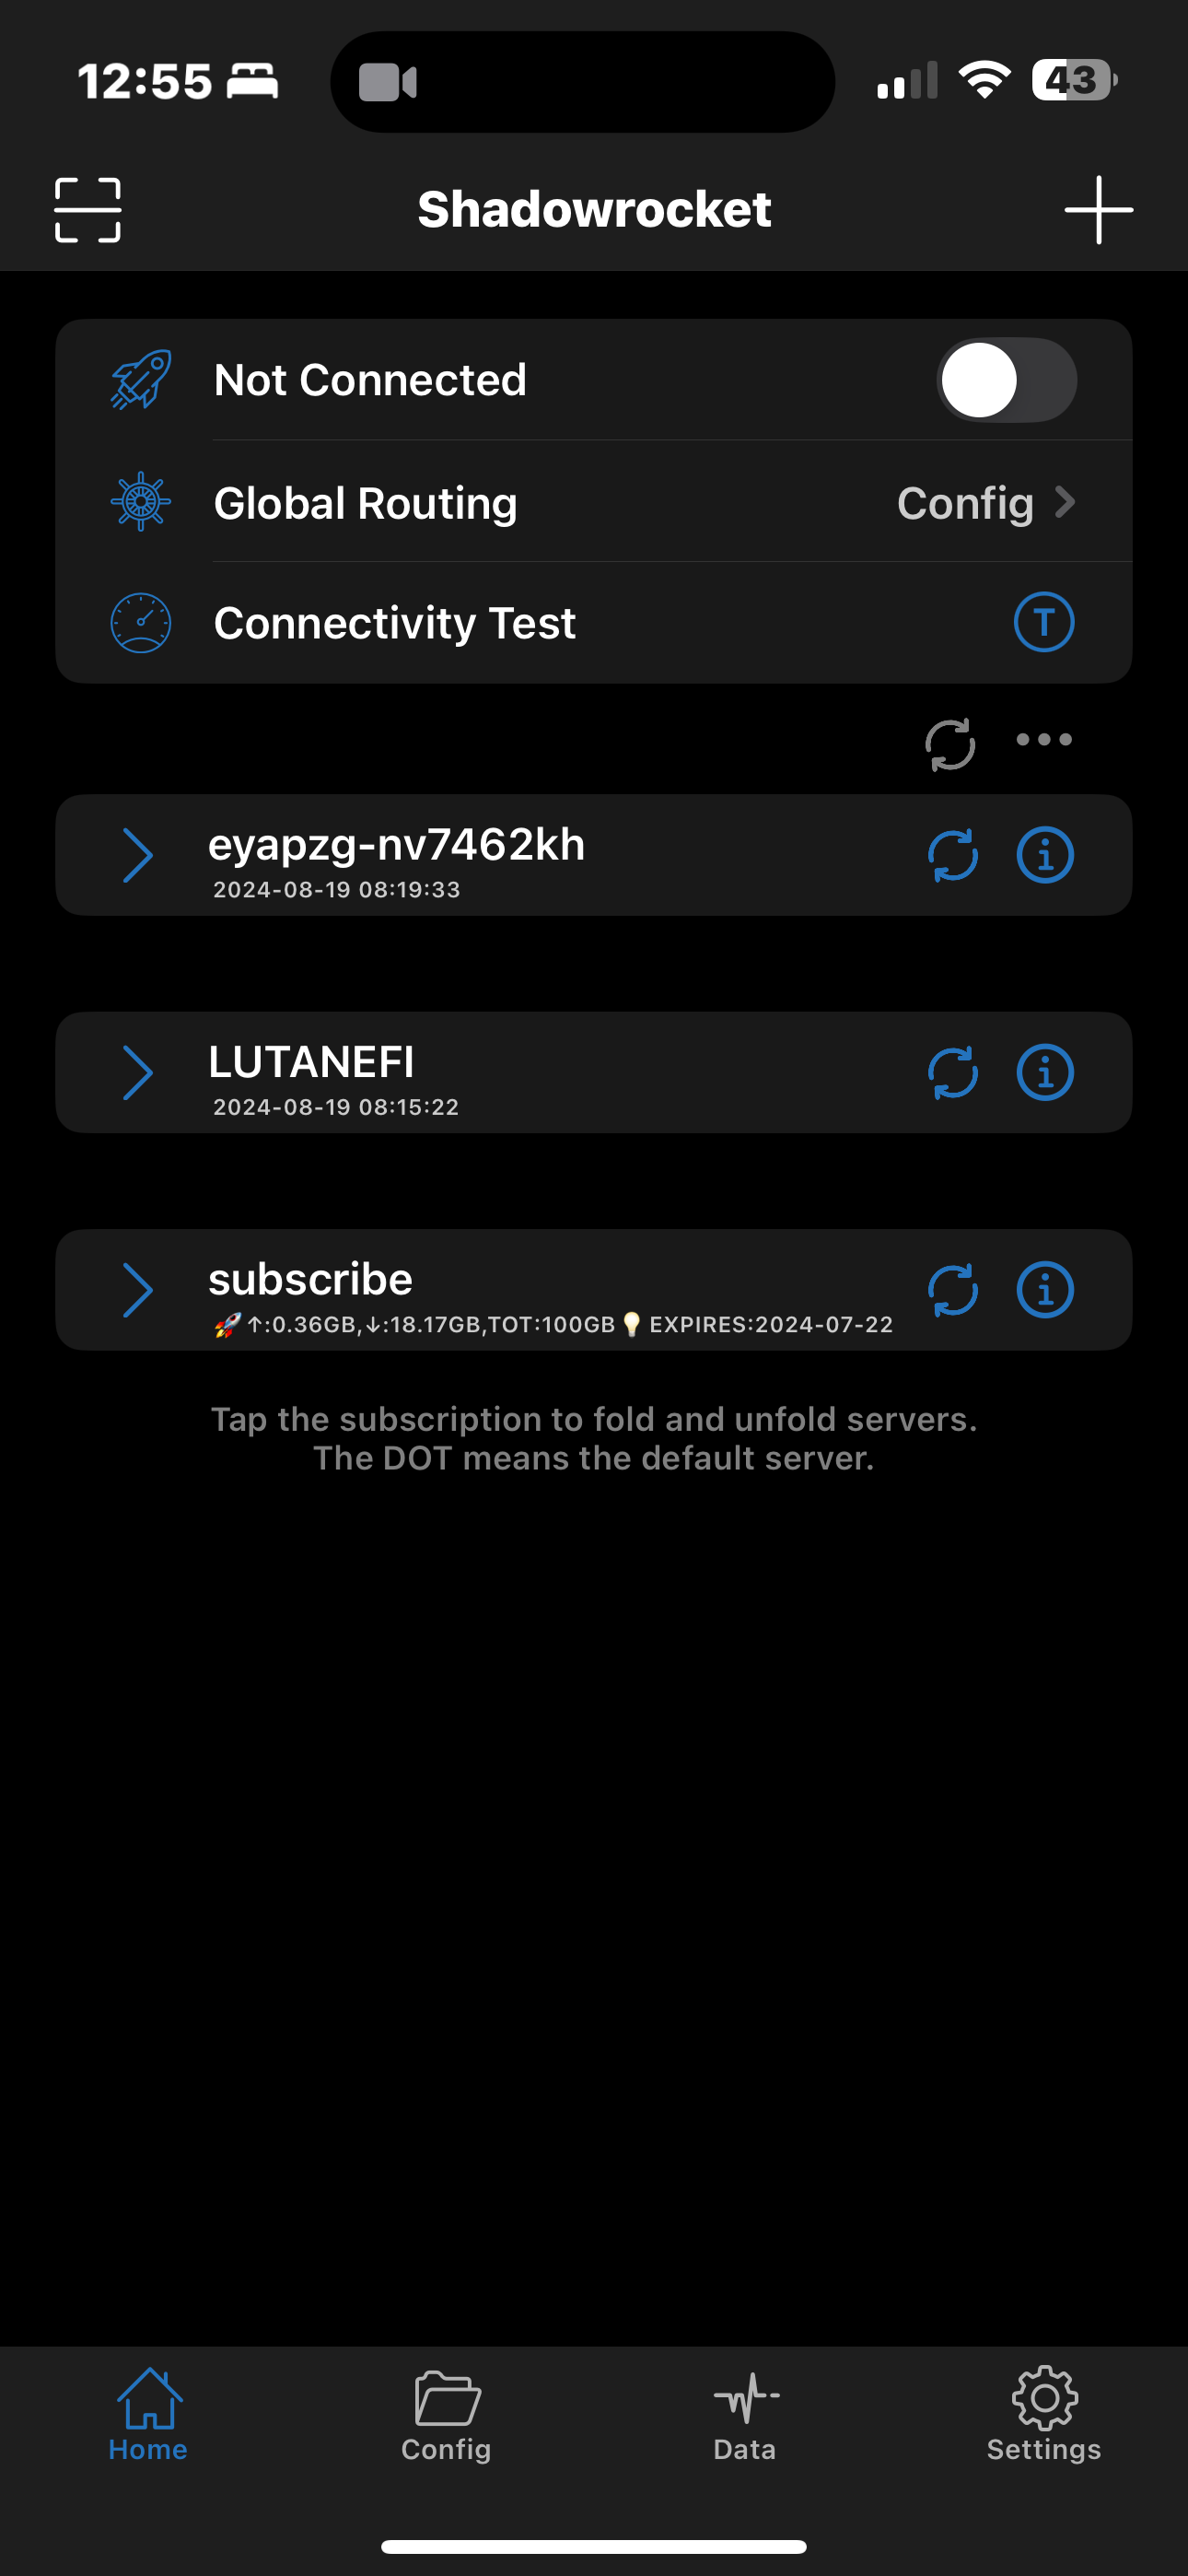 12:55
43
Shadowrocket
Not Connected
Global Routing Config
Connectivity Test T
eyapzg-nv7462kh
2024-08-19 08:19:33
LUTANEFI
2024-08-19 08:15:22
subscribe
🚀↑:0.36GB,↓:18.17GB,TOT:100GB💡EXPIRES:2024-07-22
Tap the subscription to fold and unfold servers.
The DOT means the default server.
Home Config Data Settings